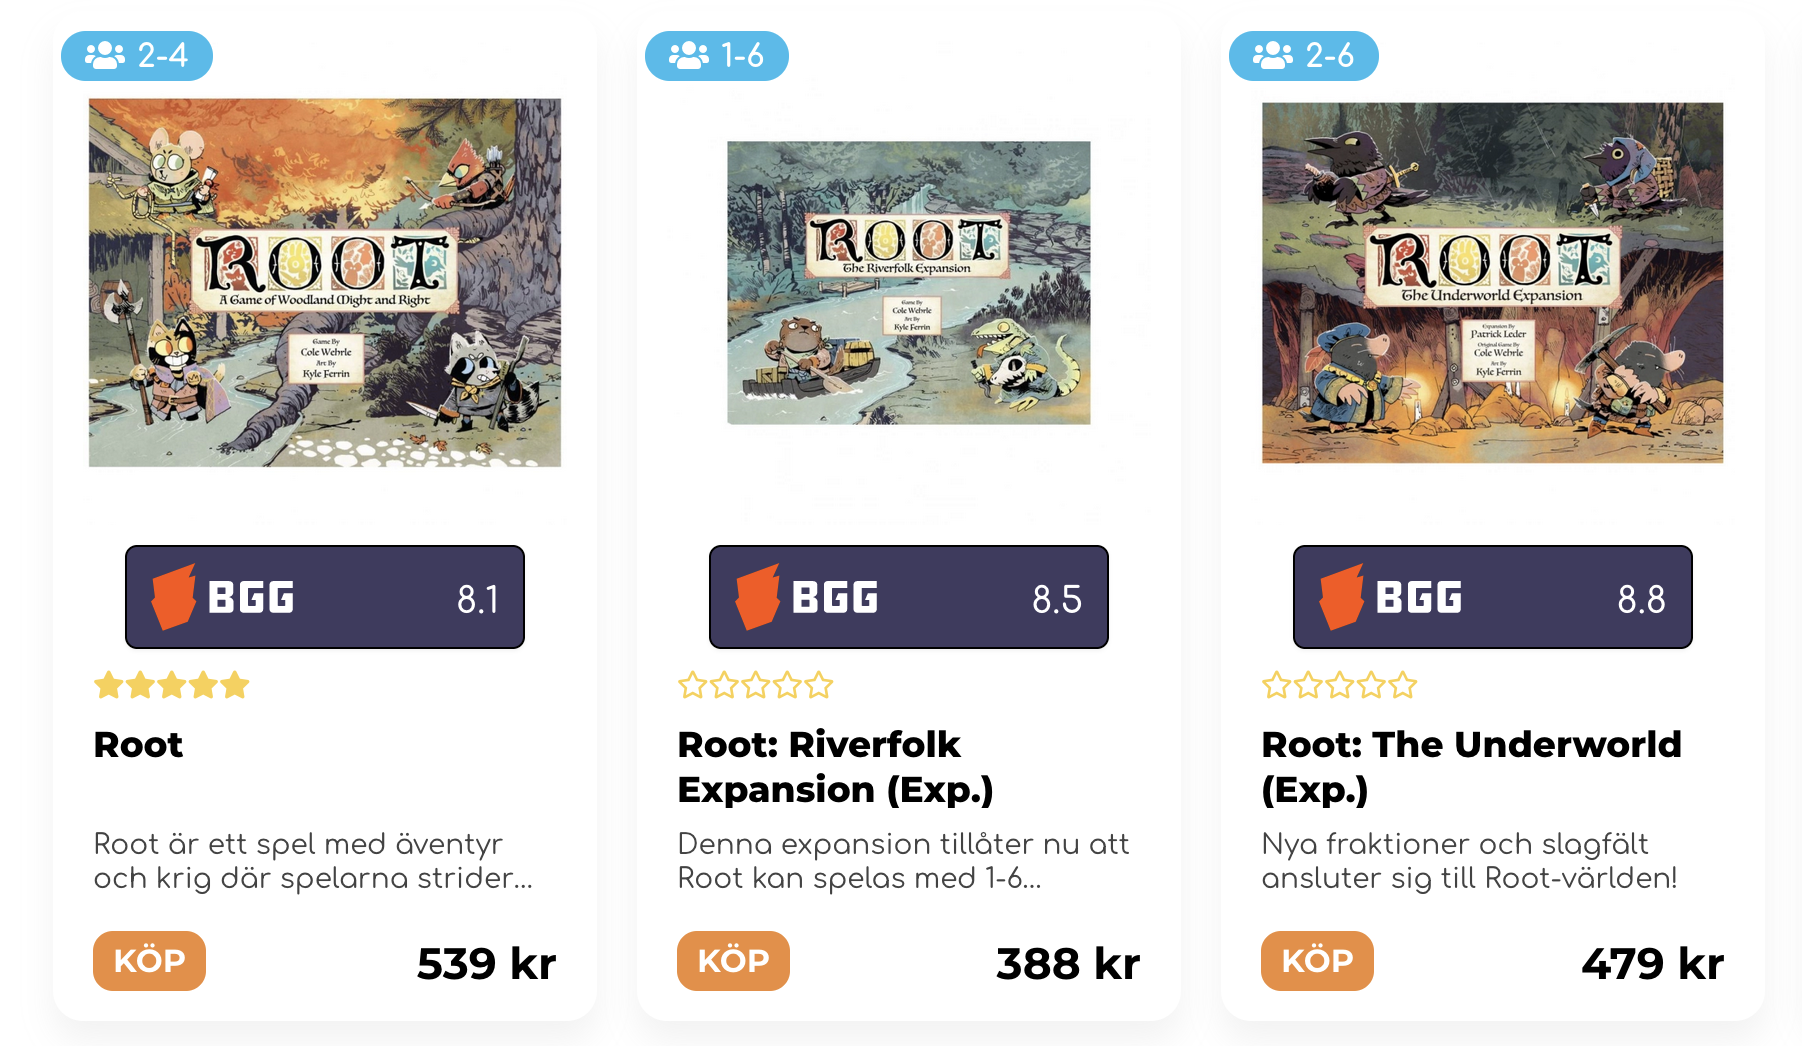 2-4
ROOT
A Game of Woodland Might and Right
Game By
Cole Wehrle
Art By
Kyle Ferrin
BGG 8.1
Root
Root är ett spel med äventyr
och krig där spelarna strider...
KÖP 539 kr
1-6
ROOT
The Riverfolk Expansion
Game By
Cole Wehrle
Art By
Kyle Ferrin
BGG 8.5
Root: Riverfolk
Expansion (Exp.)
Denna expansion tillåter nu att
Root kan spelas med 1-6...
KÖP 388 kr
2-6
ROOT
The Underworld Expansion
Expansion By
Patrick Leder
Original Game By
Cole Wehrle
Art By
Kyle Ferrin
BGG 8.8
Root: The Underworld
(Exp.)
Nya fraktioner och slagfält
ansluter sig till Root-världen!
KÖP 479 kr